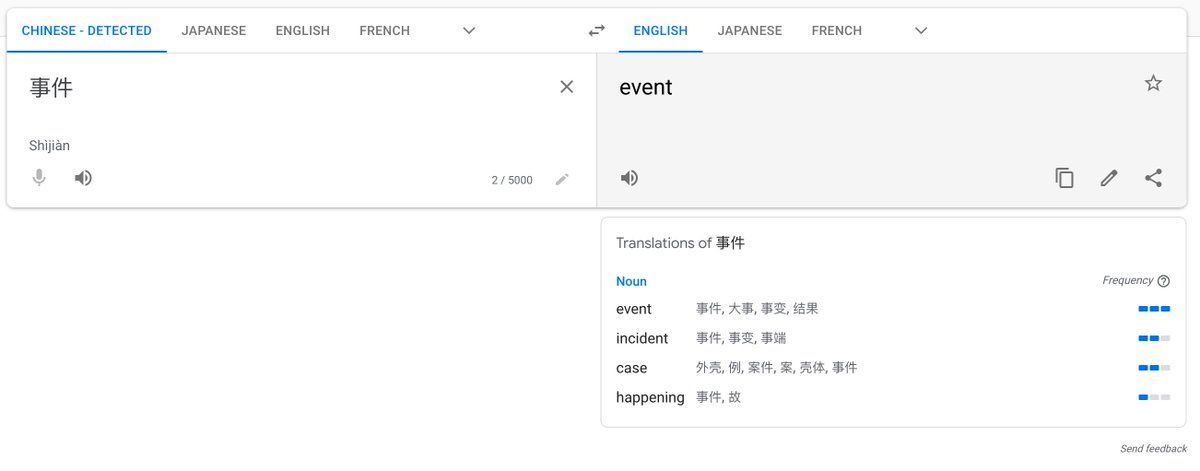 CHINESE - DETECTED JAPANESE ENGLISH FRENCH ENGLISH JAPANESE FRENCH
事件
event
Shìjiàn
2 / 5000
Translations of 事件
Noun Frequency
event 事件, 大事, 事变, 结果
incident 事件, 事变, 事端
case 外壳, 例, 案件, 案, 壳体, 事件
happening 事件, 故
Send feedback